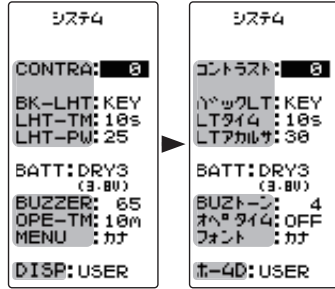 システム
CONTRA: 0
BK-LHT:KEY
LHT-TM:10s
LHT-PW:25
BATT:DRY3
(3.8V)
BUZZER: 65
OPE-TM:10m
MENU :カナ
DISP:USER
システム
コントラスト: 0
バックLT:KEY
LTタイム:10s
LTアカルサ:30
BATT:DRY3
(3.8V)
BUZトーン: 4
オペタイム:OFF
フォント :カナ
ホームD:USER